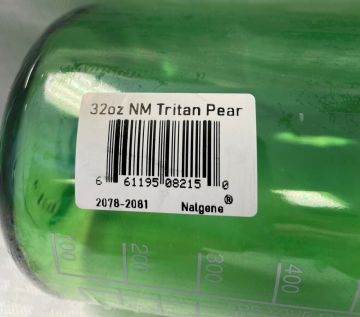 32oz NM Tritan Pear
6 61195 08215 0
2078-2081 Nalgene®
100 200 300 400